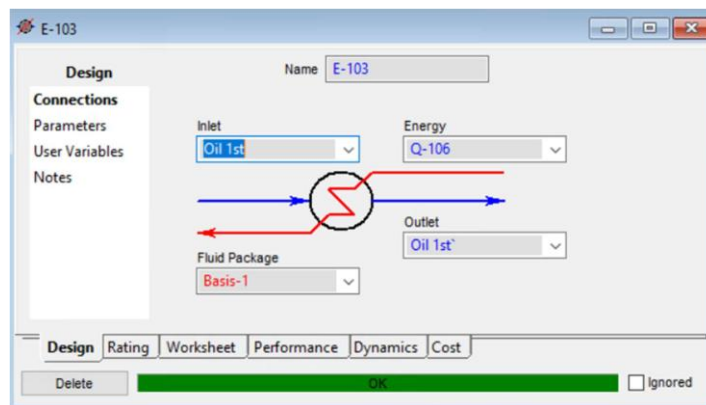 E-103
Design
Name E-103
Connections
Parameters
User Variables
Notes
Inlet
Oil 1st
Energy
Q-106
Outlet
Oil 1st`
Fluid Package
Basis-1
Design Rating Worksheet Performance Dynamics Cost
Delete OK Ignored